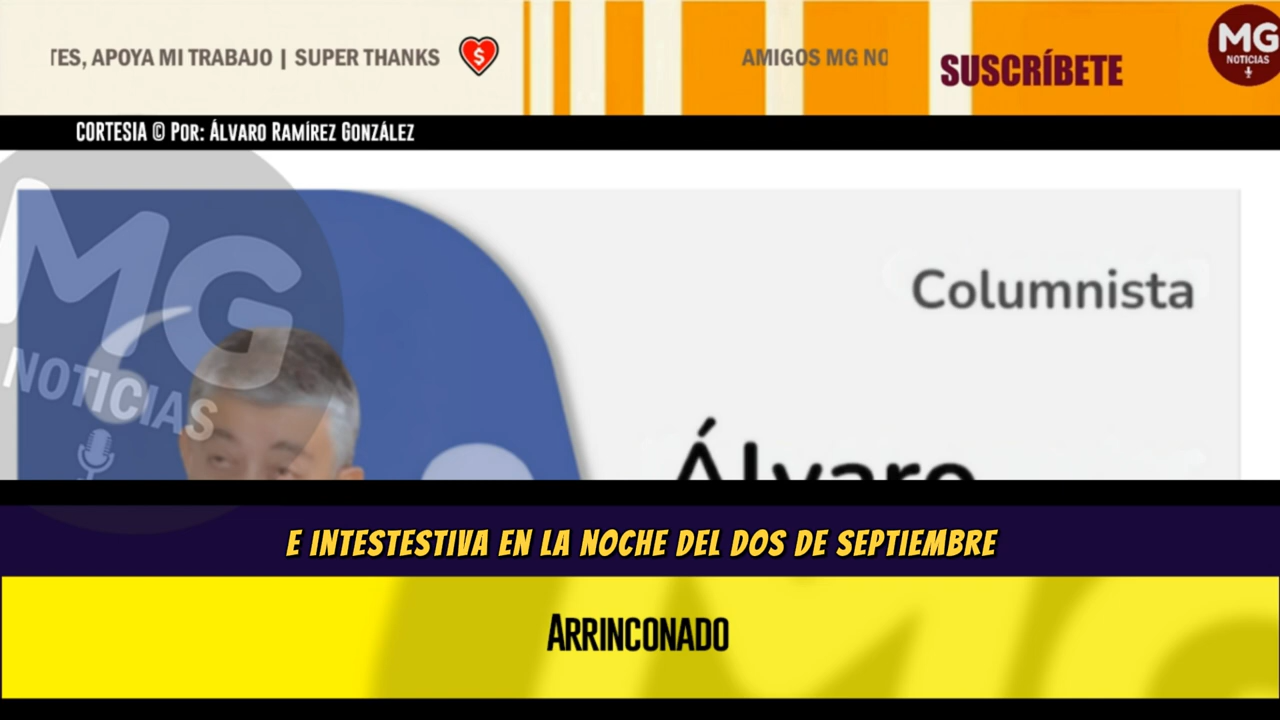 TES, APOYA MI TRABAJO | SUPER THANKS
AMIGOS MG NO
SUSCRÍBETE
MG
NOTICIAS
CORTESIA © Por: Álvaro Ramírez González
MG
NOTICIAS
Columnista
Álvaro
E INTESTESTIVA EN LA NOCHE DEL DOS DE SEPTIEMBRE
ARRINCONADO